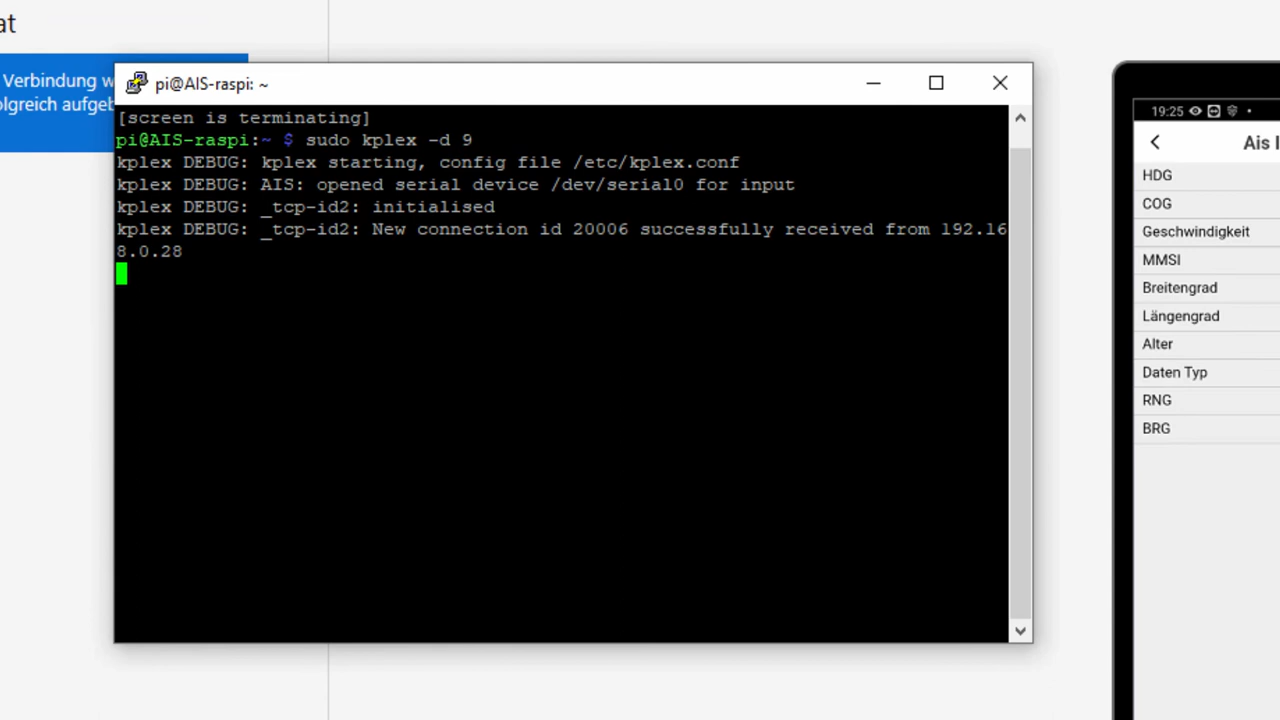 at
Verbindung w
olgreich aufgeb
pi@AIS-raspi: ~
[screen is terminating]
pi@AIS-raspi:~ $ sudo kplex -d 9
kplex DEBUG: kplex starting, config file /etc/kplex.conf
kplex DEBUG: AIS: opened serial device /dev/serial0 for input
kplex DEBUG: _tcp-id2: initialised
kplex DEBUG: _tcp-id2: New connection id 20006 successfully received from 192.16
8.0.28
19:25
Ais I
HDG
COG
Geschwindigkeit
MMSI
Breitengrad
Längengrad
Alter
Daten Typ
RNG
BRG